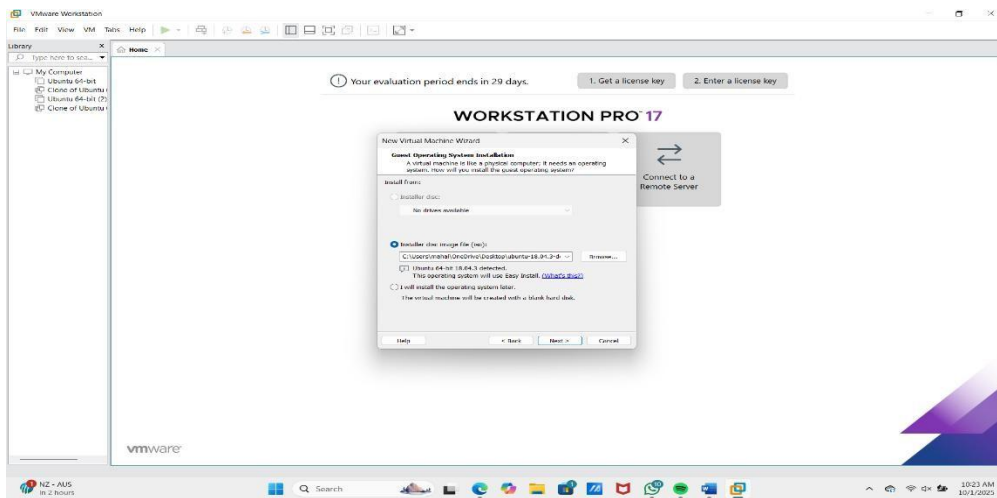 VMware Workstation
File Edit View VM Tabs Help
Library
Type here to sea...
Home
My Computer
Ubuntu 64-bit
Clone of Ubuntu
Ubuntu 64-bit (2)
Clone of Ubuntu
Your evaluation period ends in 29 days.
1. Get a license key
2. Enter a license key
WORKSTATION PRO™ 17
New Virtual Machine Wizard
Guest Operating System Installation
A virtual machine is like a physical computer; it needs an operating
system. How will you install the guest operating system?
Install from:
Installer disc:
No drives available
Installer disc image file (iso):
C:\Users\mahal\OneDrive\Desktop\ubuntu-18.04.3-d
Browse...
Ubuntu 64-bit 18.04.3 detected.
This operating system will use Easy Install. (What's this?)
I will install the operating system later.
The virtual machine will be created with a blank hard disk.
Help
< Back
Next >
Cancel
Connect to a
Remote Server
vmware
NZ - AUS
In 2 hours
Search
10:23 AM